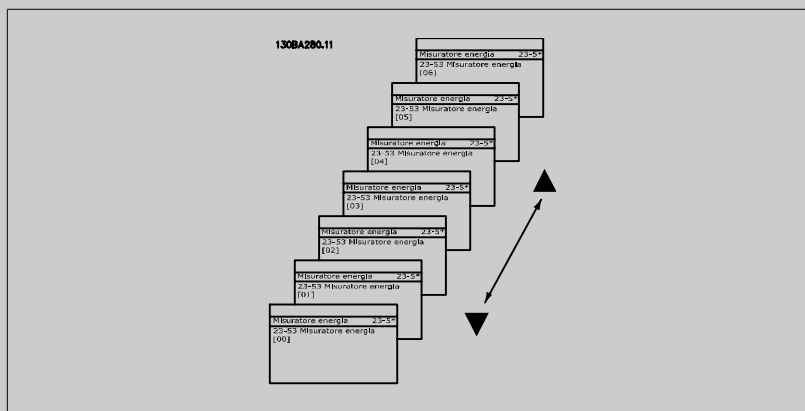 130BA280.11
Misuratore energia 23-5*
23-53 Misuratore energia
[06]
Misuratore energia 23-5*
23-53 Misuratore energia
[05]
Misuratore energia 23-5*
23-53 Misuratore energia
[04]
Misuratore energia 23-5*
23-53 Misuratore energia
[03]
Misuratore energia 23-5*
23-53 Misuratore energia
[02]
Misuratore energia 23-5*
23-53 Misuratore energia
[01]
Misuratore energia 23-5*
23-53 Misuratore energia
[00]